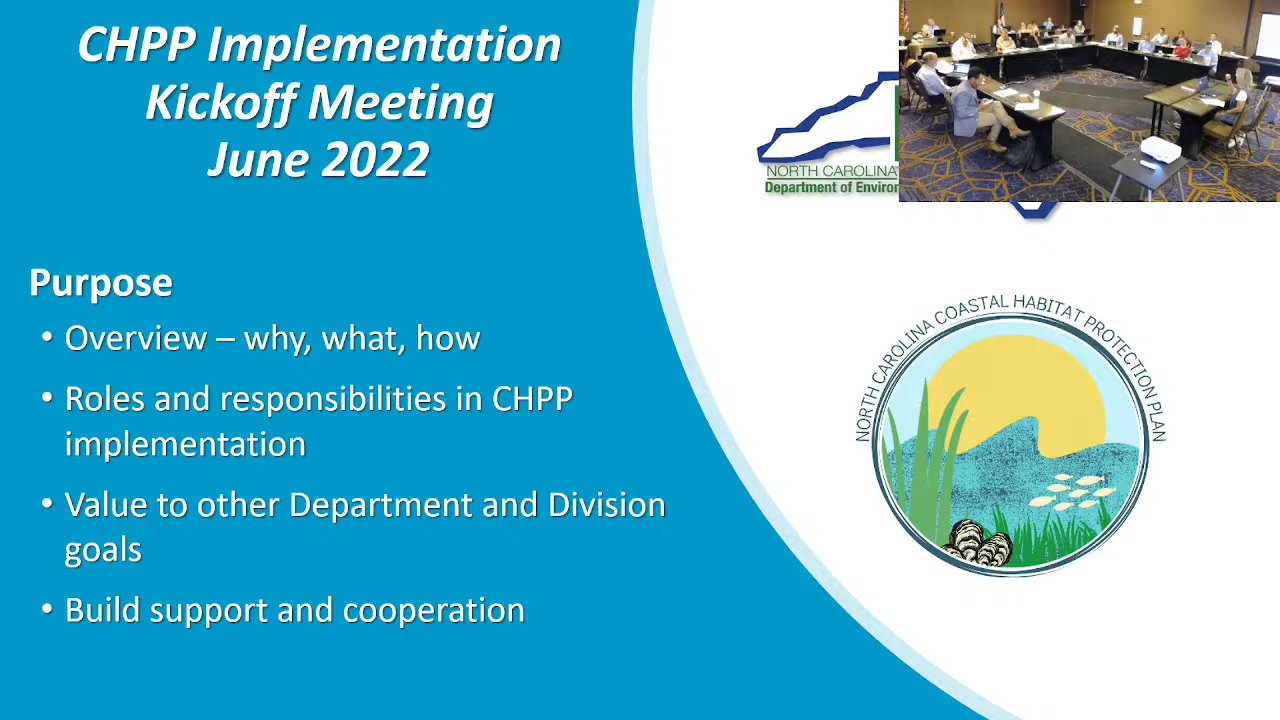 CHPP Implementation
Kickoff Meeting
June 2022
Purpose
• Overview – why, what, how
• Roles and responsibilities in CHPP
implementation
• Value to other Department and Division
goals
• Build support and cooperation
NORTH CAROLINA
Department of Environ
NORTH CAROLINA COASTAL HABITAT PROTECTION PLAN